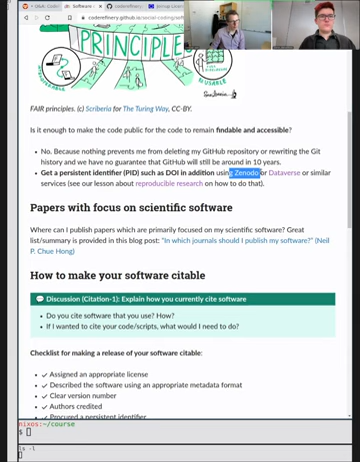 coderefinery.github.io/social-coding/sof
PRINCIPLE
FAIR principles. (c) Scriberia for The Turing Way, CC-BY.
Is it enough to make the code public for the code to remain findable and accessible?
No. Because nothing prevents me from deleting my GitHub repository or rewriting the Git
history and we have no guarantee that GitHub will still be around in 10 years.
Get a persistent identifier (PID) such as DOI in addition using Zenodo or Dataverse or similar
services (see our lesson about reproducible research on how to do that).
Papers with focus on scientific software
Where can I publish papers which are primarily focused on my scientific software? Great
list/summary is provided in this blog post: "In which journals should I publish my software?" (Neil
P. Chue Hong)
How to make your software citable
Discussion (Citation-1): Explain how you currently cite software
Do you cite software that you use? How?
If I wanted to cite your code/scripts, what would I need to do?
Checklist for making a release of your software citable:
✓ Assigned an appropriate license
✓ Described the software using an appropriate metadata format
✓ Clear version number
✓ Authors credited
✓ Procured a persistent identifier
nixos:~/course
$
ls -l